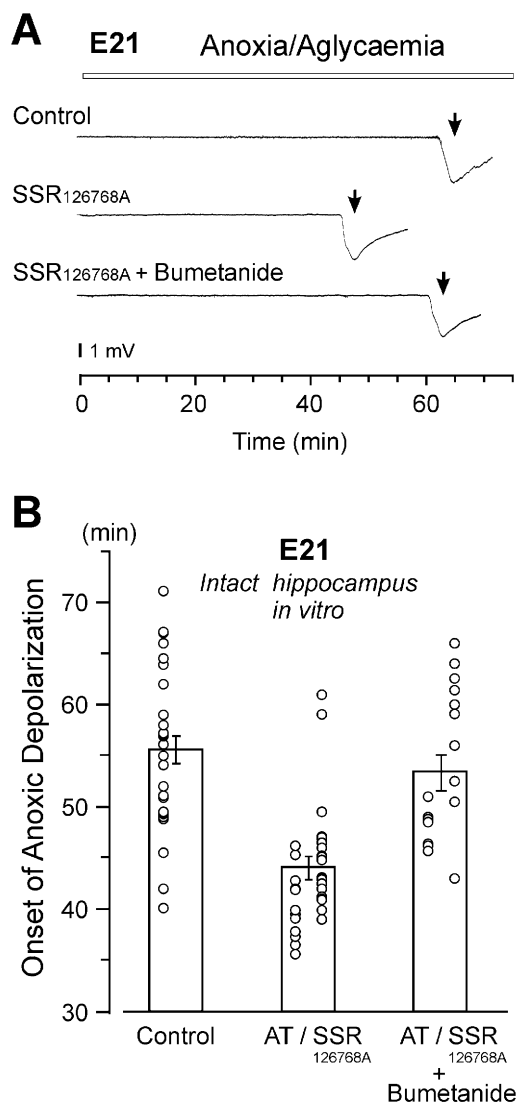 A
E21 Anoxia/Aglycaemia
Control
SSR126768A
SSR126768A + Bumetanide
1 mV
0 20 40 60
Time (min)
B
(min)
E21
Intact hippocampus
in vitro
Onset of Anoxic Depolarization
70
60
50
40
30
Control AT / SSR AT / SSR
126768A 126768A
+
Bumetanide